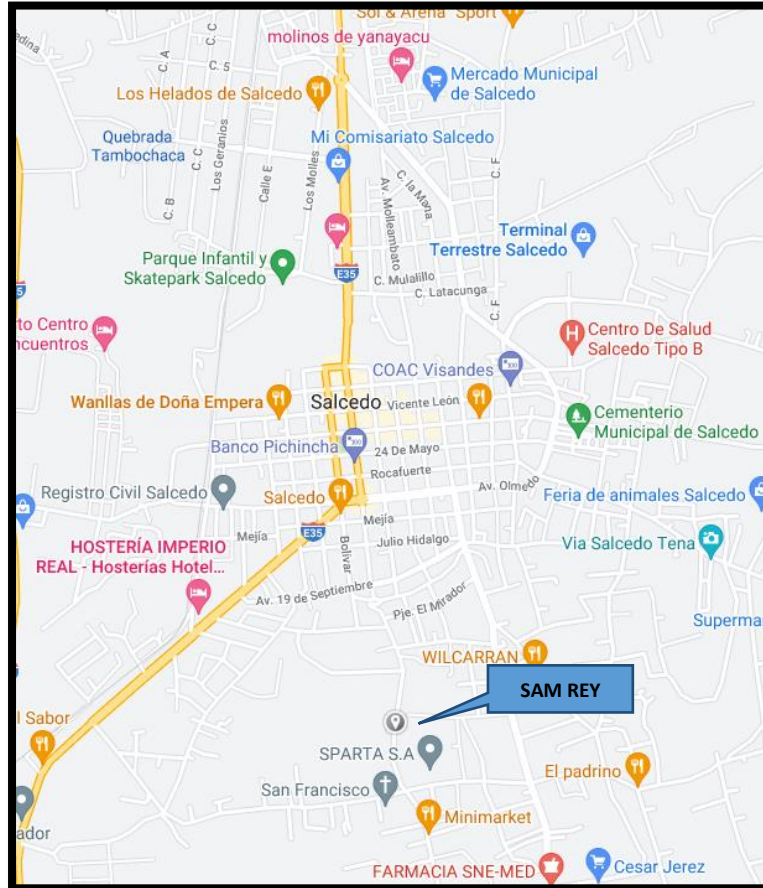 Sol & Arena Sport
molinos de yanayacu
C. A
C. C
C. 5
Mercado Municipal
de Salcedo
Los Helados de Salcedo
Quebrada
Tambochaca
Mi Comisariato Salcedo
C. C
Los Geranios
Calle E
Los Molles
C. F
C. la Mana
Av. Molleambato
C. B
Terminal
Terrestre Salcedo
Parque Infantil y
Skatepark Salcedo
E35
C. Mulalillo
C. Latacunga
C. F
to Centro
ncuentros
Centro De Salud
Salcedo Tipo B
COAC Visandes
Wanllas de Doña Empera
Salcedo
Vicente León
Cementerio
Municipal de Salcedo
Banco Pichincha
24 De Mayo
Rocafuerte
Registro Civil Salcedo
Salcedo
Av. Olmedo
Feria de animales Salcedo
Mejía
E35
Mejía
Julio Hidalgo
Via Salcedo Tena
HOSTERÍA IMPERIO
REAL - Hosterías Hotel...
Bolivar
Av. 19 de Septiembre
Pje. El Mirador
Superma
WILCARRAN
SAM REY
l Sabor
SPARTA S.A
El padrino
San Francisco
Minimarket
ador
FARMACIA SNE-MED
Cesar Jerez